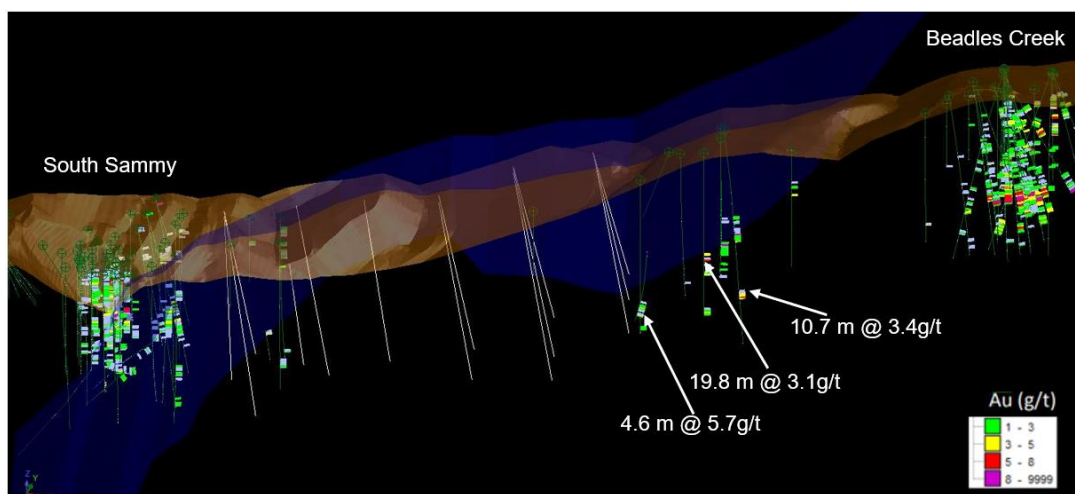 Beadles Creek
South Sammy
10.7 m @ 3.4g/t
19.8 m @ 3.1g/t
4.6 m @ 5.7g/t
Au (g/t)
1 - 3
3 - 5
5 - 8
8 - 9999
Z
Y